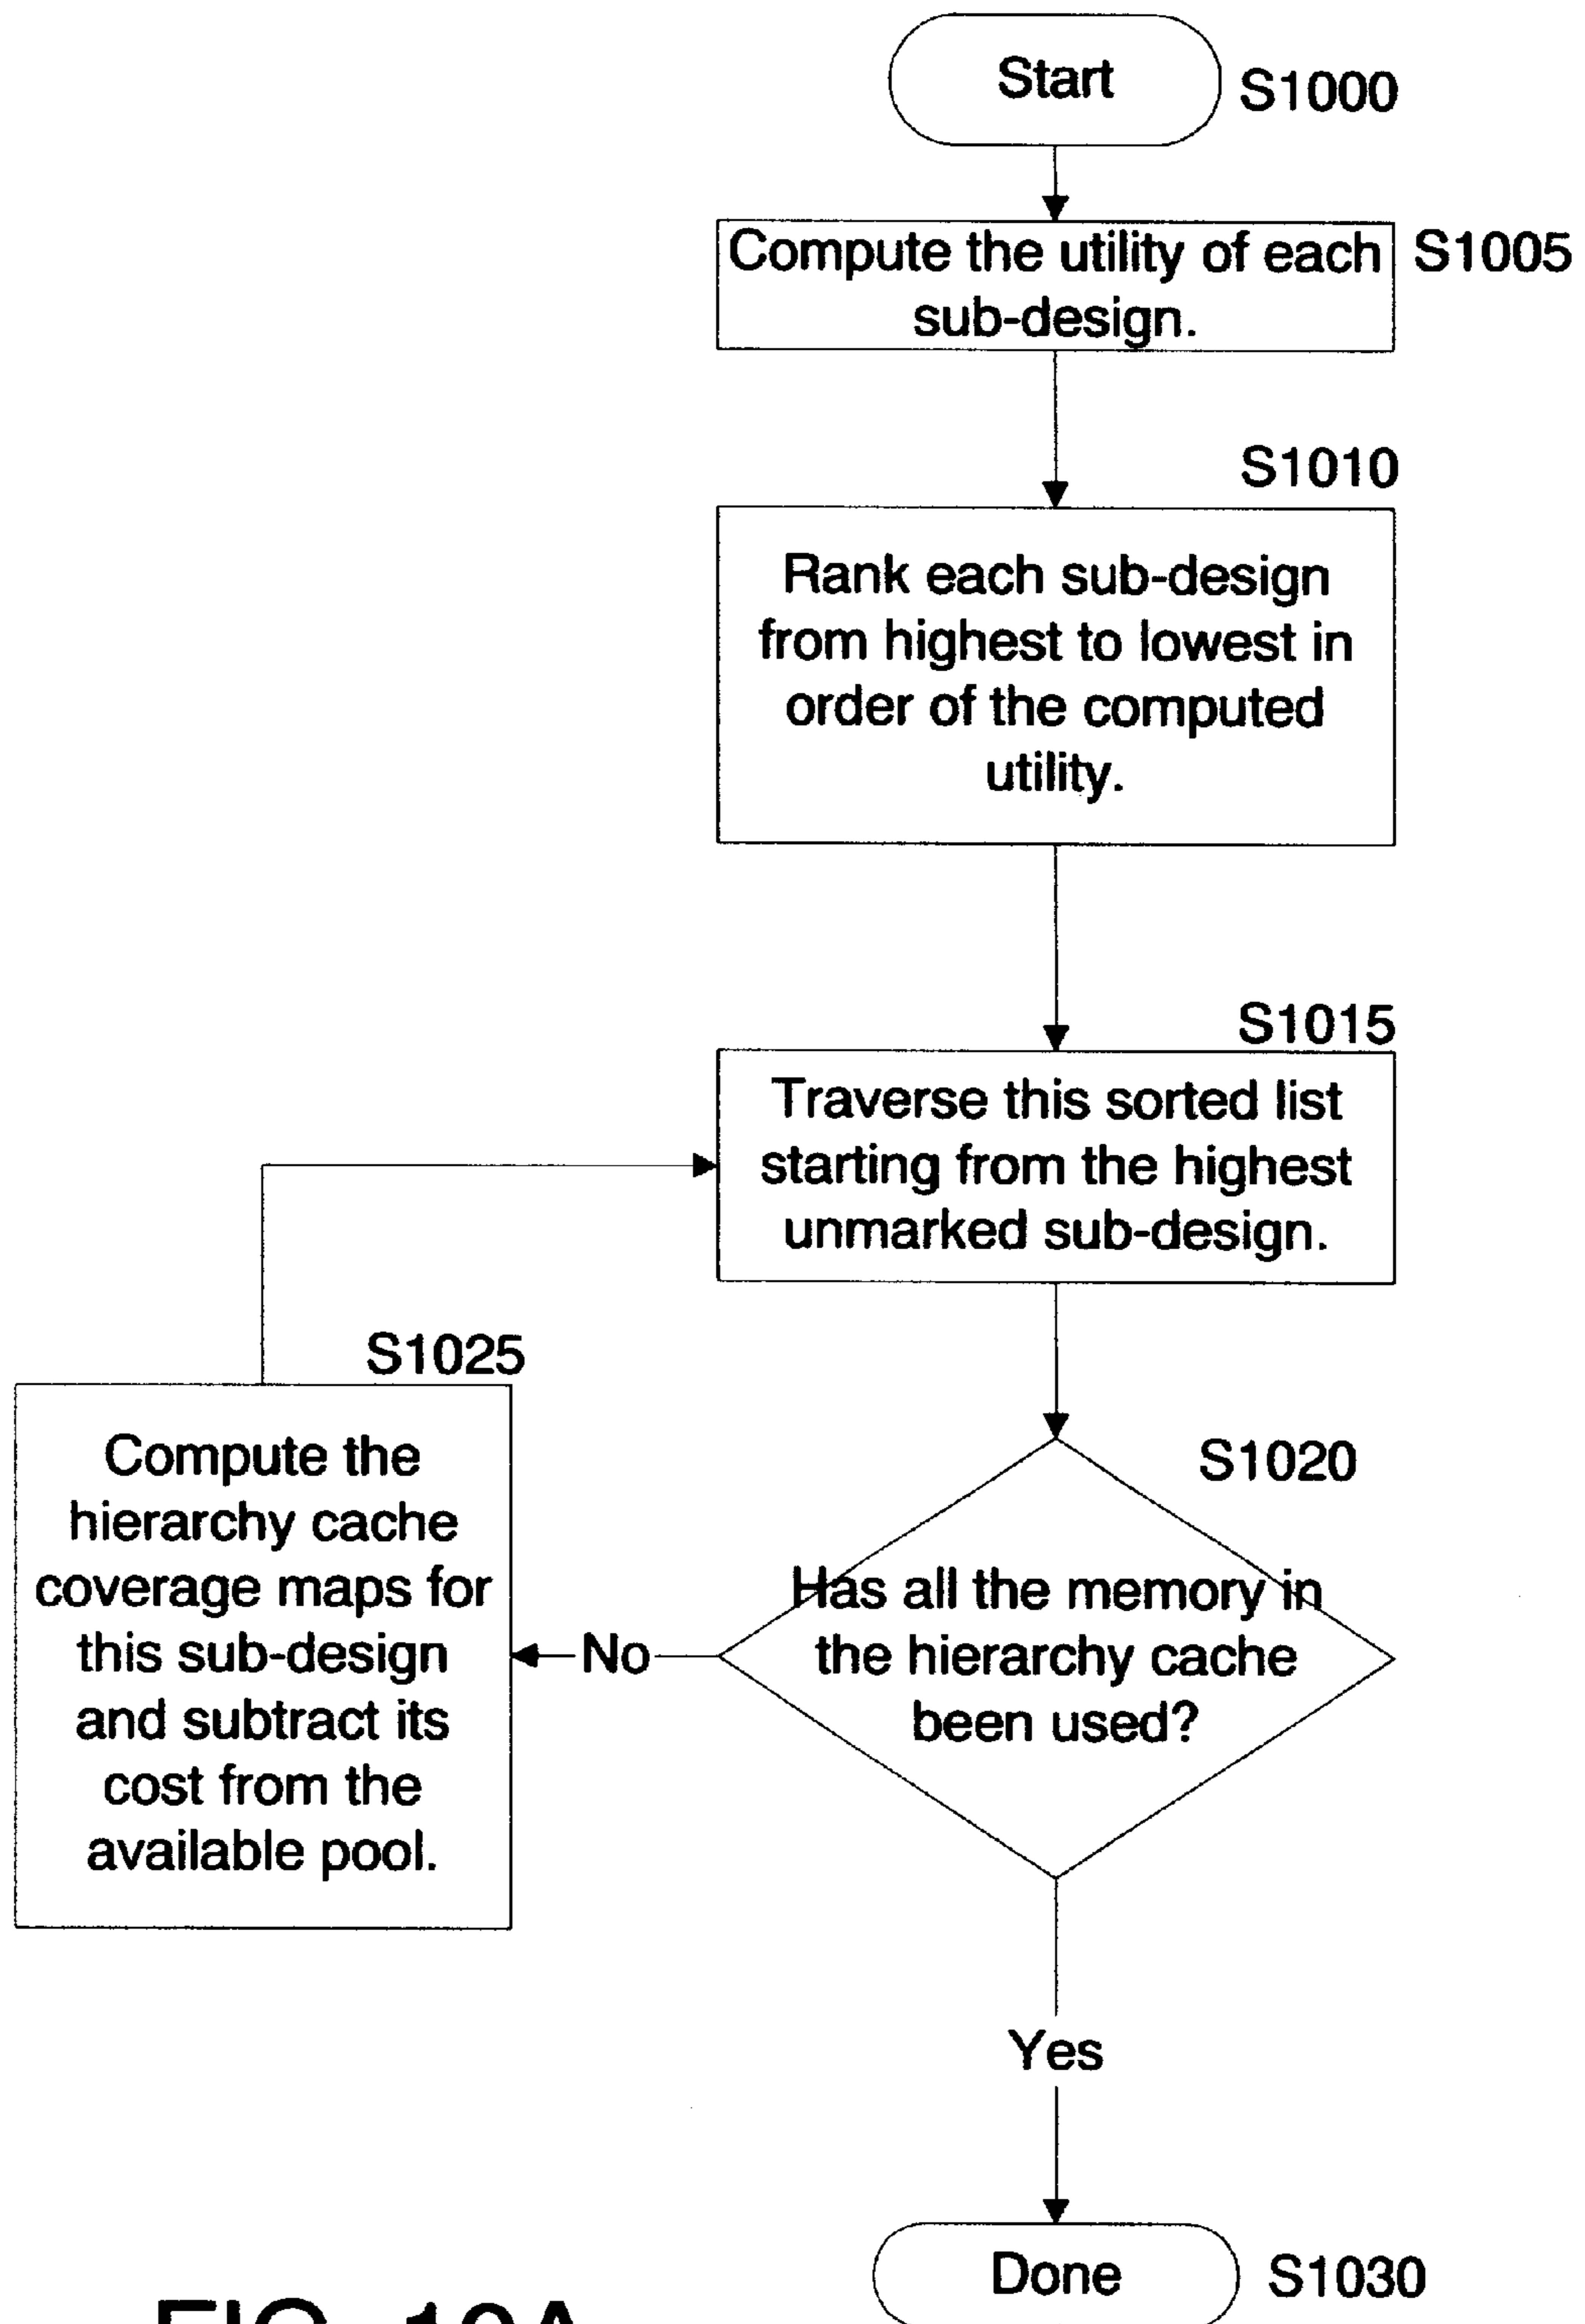 Start
S1000
Compute the utility of each
sub-design.
S1005
S1010
Rank each sub-design
from highest to lowest in
order of the computed
utility.
S1015
Traverse this sorted list
starting from the highest
unmarked sub-design.
S1025
Compute the
hierarchy cache
coverage maps for
this sub-design
and subtract its
cost from the
available pool.
S1020
Has all the memory in
the hierarchy cache
been used?
No
Yes
Done
S1030
FIG. 10A